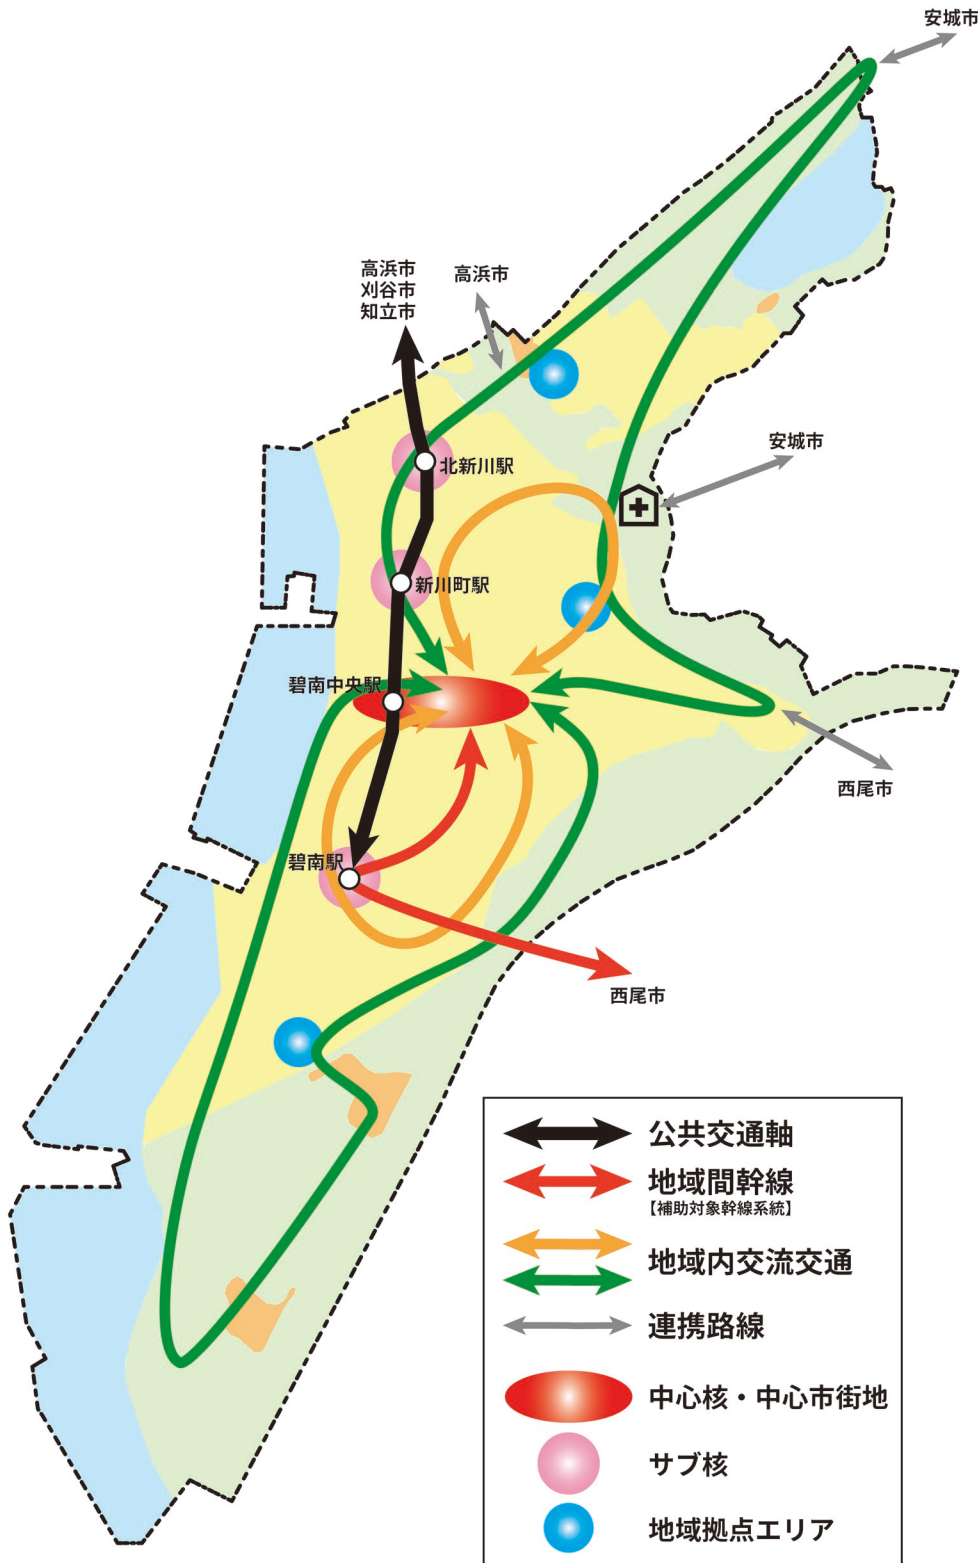 安城市
高浜市
刈谷市
知立市
高浜市
安城市
北新川駅
新川町駅
碧南中央駅
西尾市
碧南駅
西尾市
公共交通軸
地域間幹線
【補助対象幹線系統】
地域内交流交通
連携路線
中心核・中心市街地
サブ核
地域拠点エリア